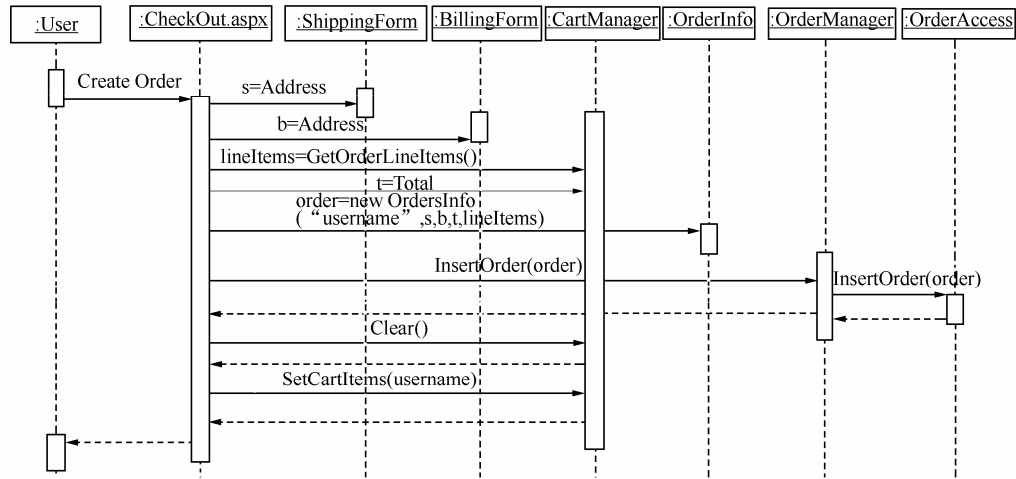 :User :CheckOut.aspx :ShippingForm :BillingForm :CartManager :OrderInfo :OrderManager :OrderAccess
Create Order
s=Address
b=Address
lineItems=GetOrderLineItems()
t=Total
order=new OrdersInfo
(“username”,s,b,t,lineItems)
InsertOrder(order)
InsertOrder(order)
Clear()
SetCartItems(username)